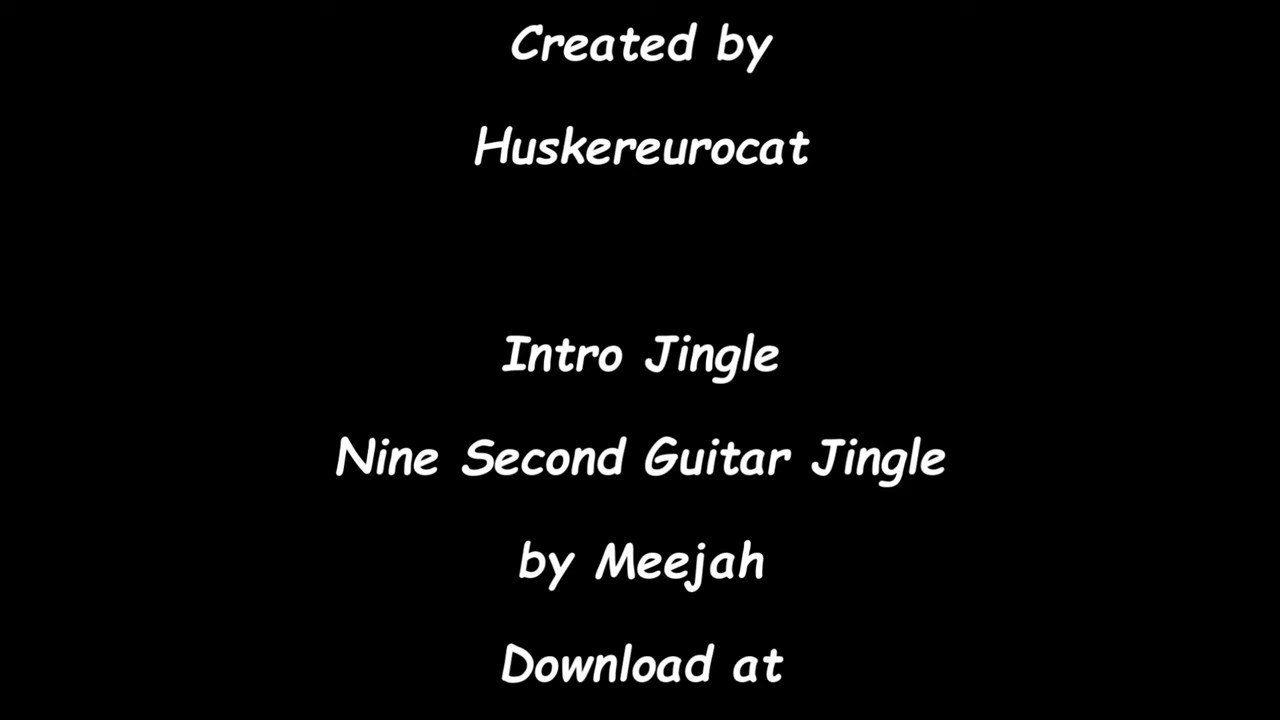 Created by
Huskereurocat
Intro Jingle
Nine Second Guitar Jingle
by Meejah
Download at